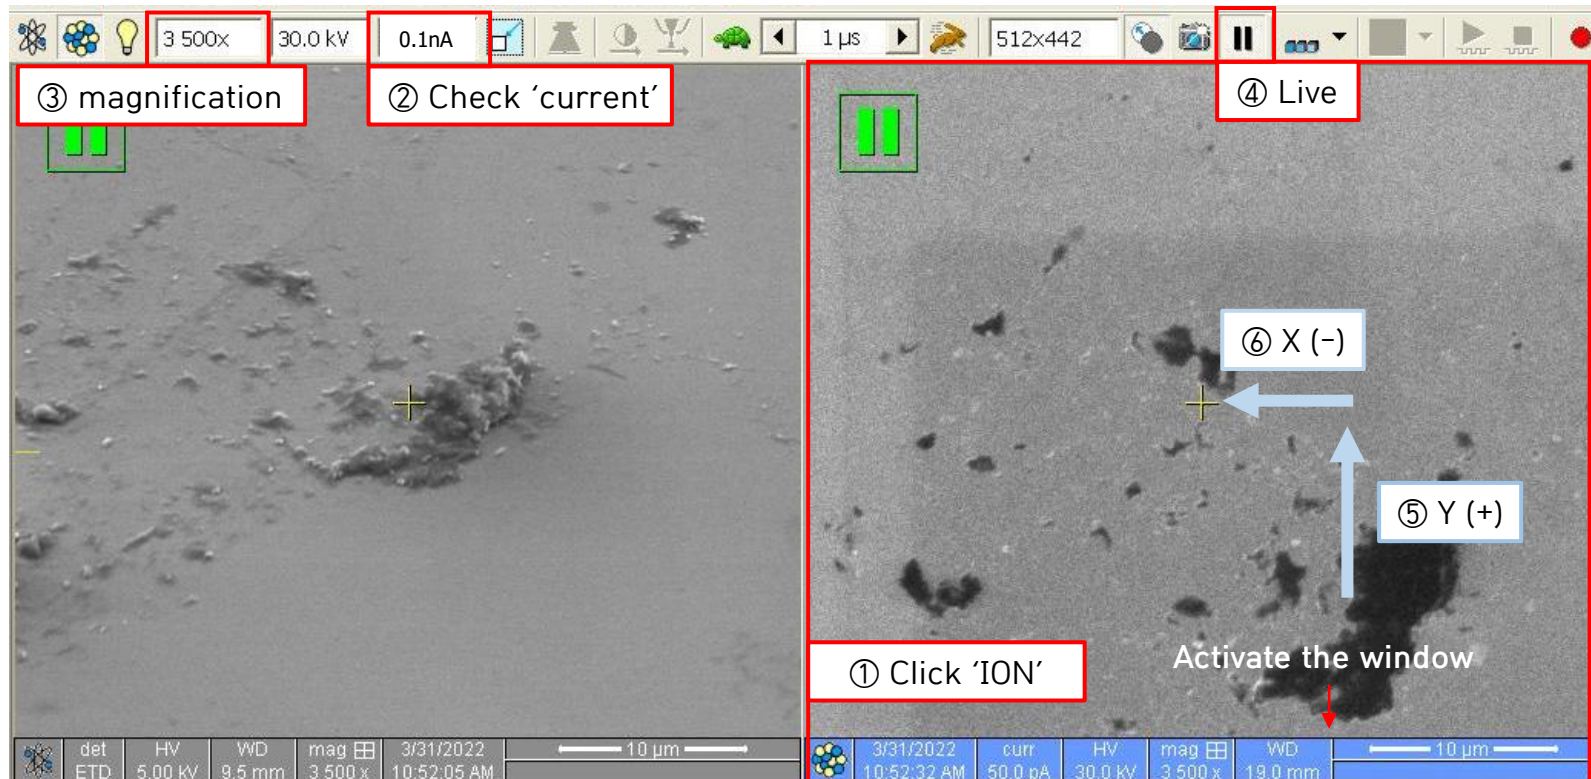 3 500x
30.0 kV
0.1nA
1 µs
512x442
③ magnification
② Check ‘current’
④ Live
⑥ X (-)
⑤ Y (+)
① Click ‘ION’
Activate the window
det HV WD mag 3/31/2022 10 µm
ETD 5.00 kV 9.5 mm 3 500 x 10:52:05 AM
3/31/2022 curr HV mag WD 10 µm
10:52:32 AM 50.0 pA 30.0 kV 3 500 x 19.0 mm